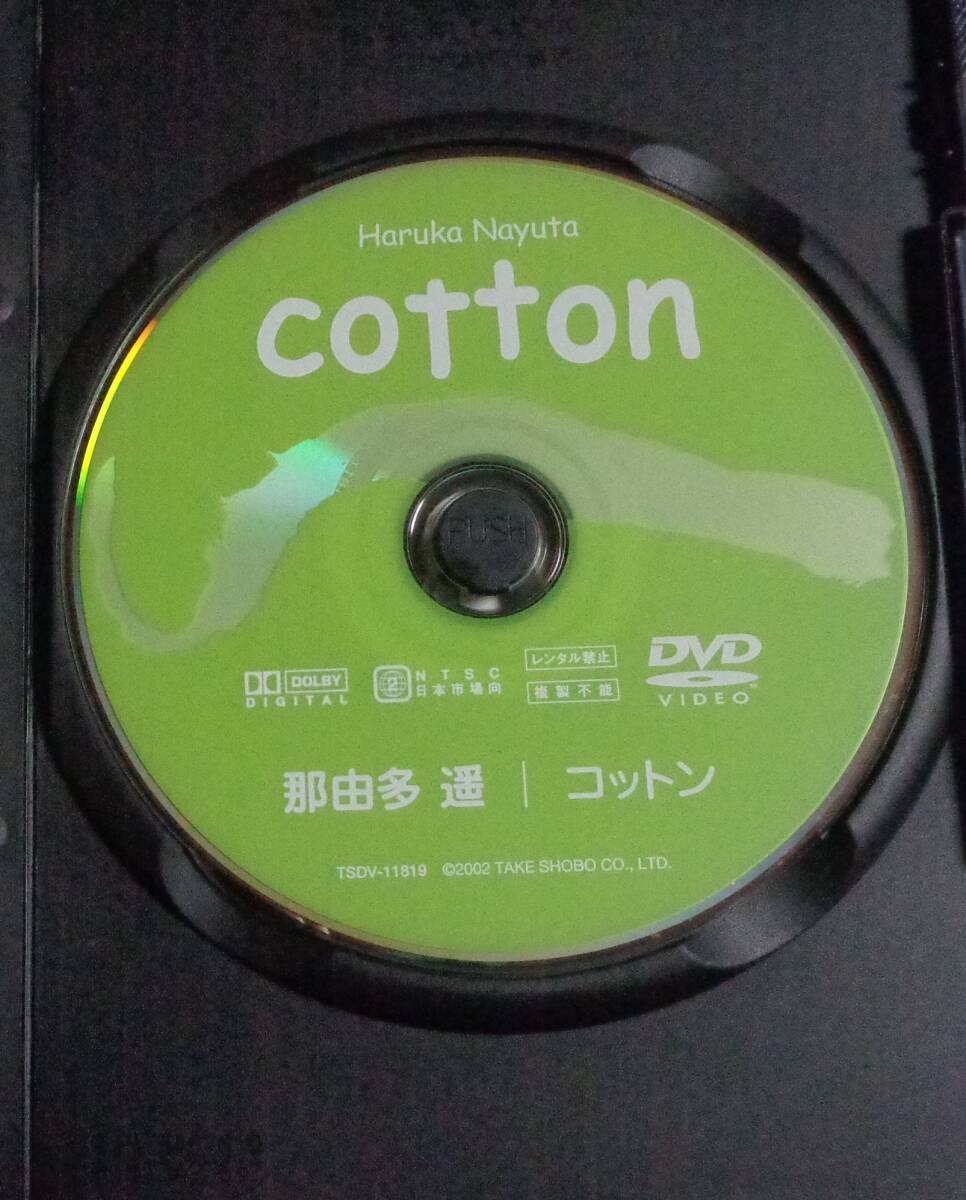 Haruka Nayuta
cotton
PUSH
DOLBY
DIGITAL
2
NTSC
日本市場向
レンタル禁止
複製不能
DVD
VIDEO™
那由多 遥 | コットン
TSDV-11819 ©2002 TAKE SHOBO CO., LTD.